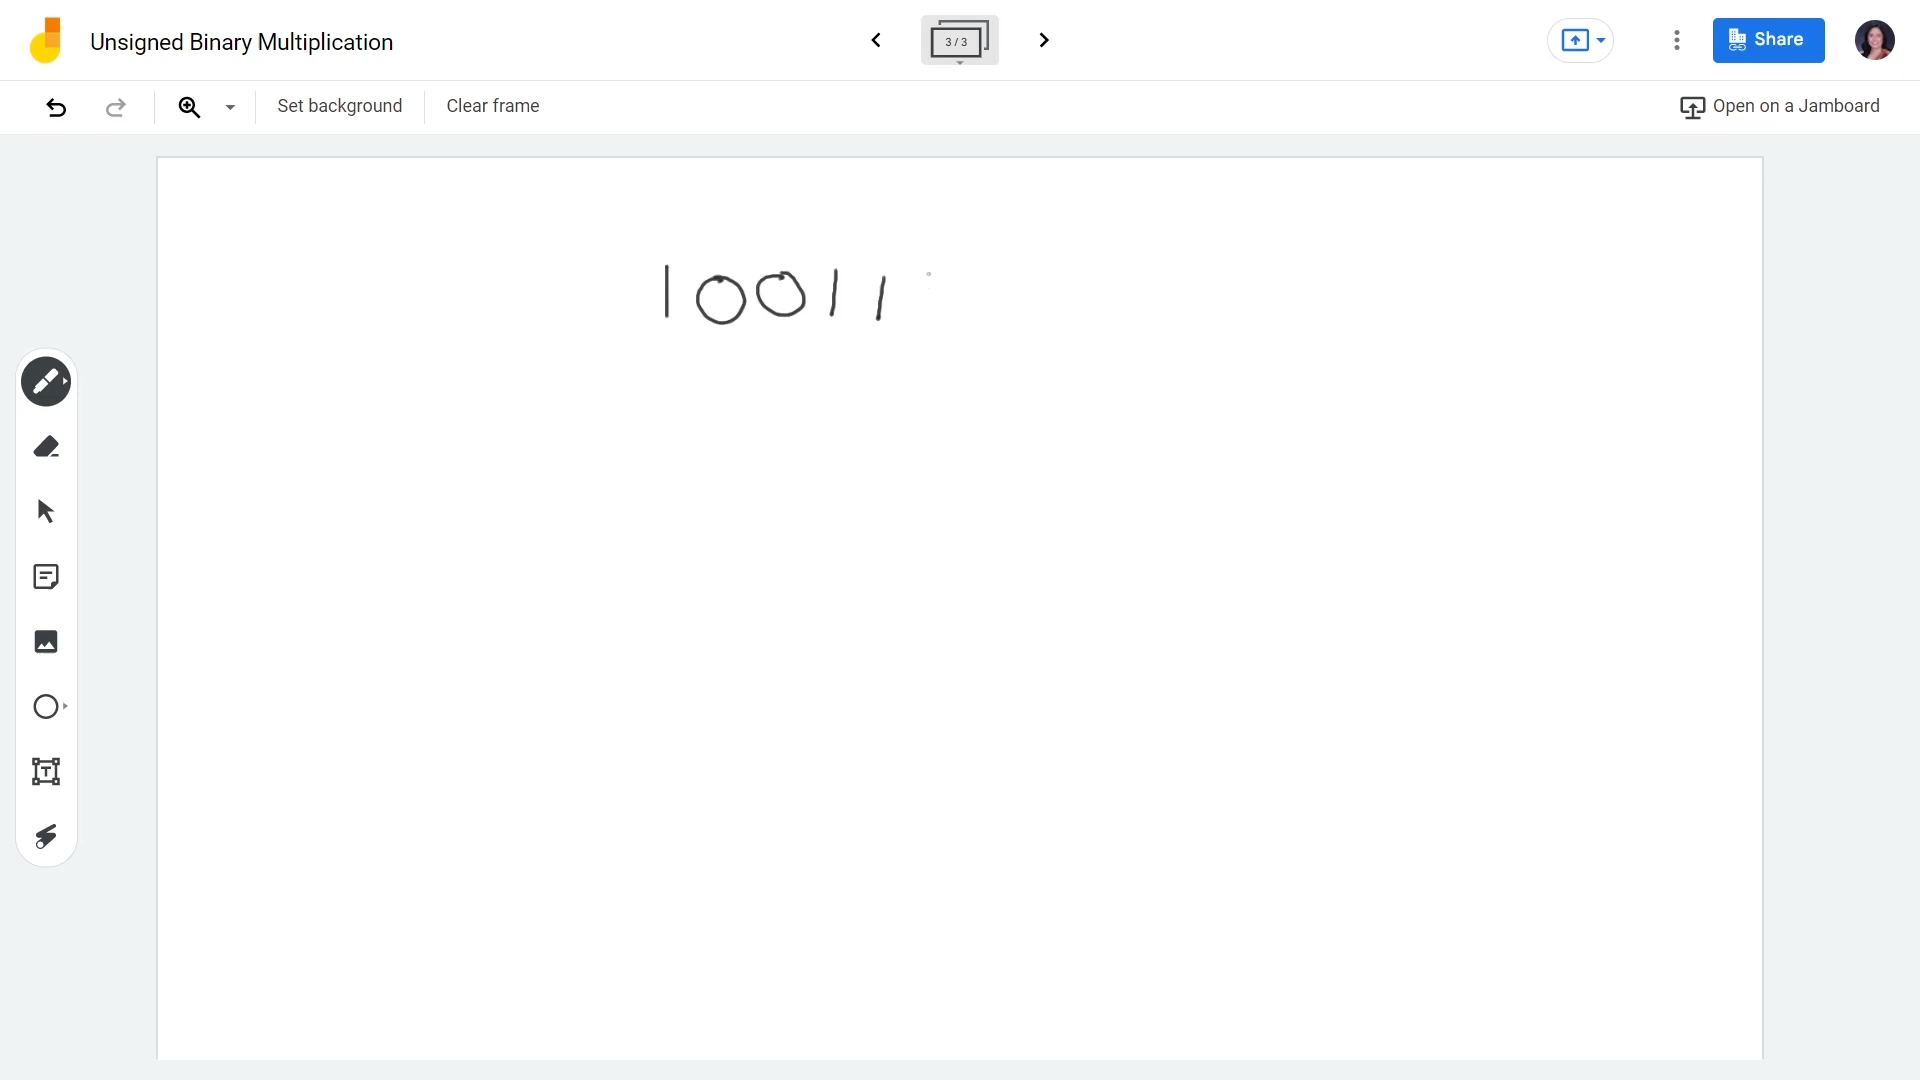 Unsigned Binary Multiplication
3 / 3
Share
Set background
Clear frame
Open on a Jamboard
10011
T